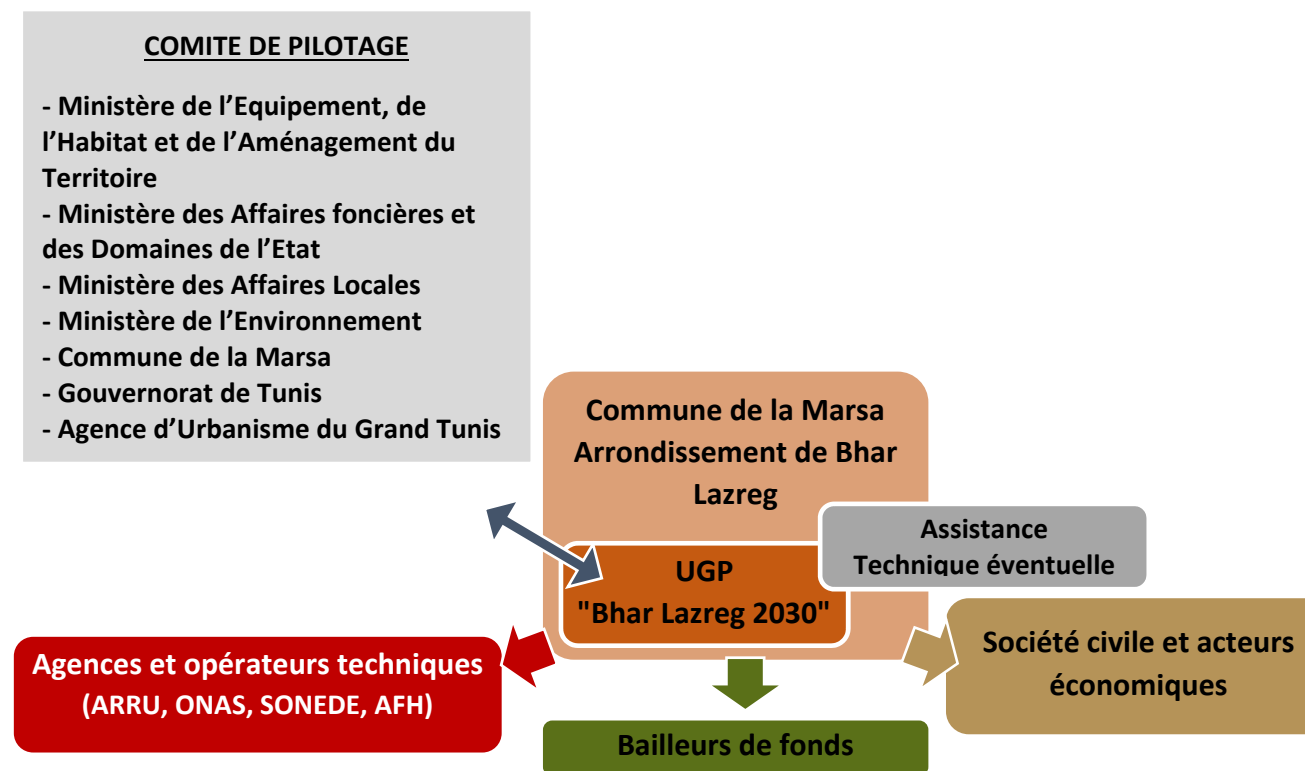 COMITE DE PILOTAGE
- Ministère de l’Equipement, de
l’Habitat et de l’Aménagement du
Territoire
- Ministère des Affaires foncières et
des Domaines de l’Etat
- Ministère des Affaires Locales
- Ministère de l’Environnement
- Commune de la Marsa
- Gouvernorat de Tunis
- Agence d’Urbanisme du Grand Tunis
Commune de la Marsa
Arrondissement de Bhar
Lazreg
Assistance
Technique éventuelle
UGP
"Bhar Lazreg 2030"
Agences et opérateurs techniques
(ARRU, ONAS, SONEDE, AFH)
Société civile et acteurs
économiques
Bailleurs de fonds